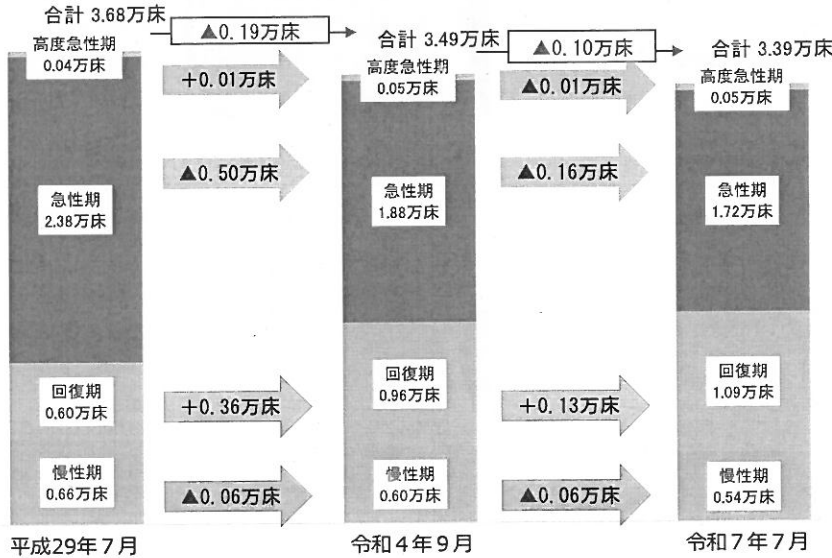 合計 3.68万床
▲0.19万床
合計 3.49万床
▲0.10万床
合計 3.39万床
高度急性期
0.04万床
+0.01万床
高度急性期
0.05万床
▲0.01万床
高度急性期
0.05万床
急性期
2.38万床
▲0.50万床
急性期
1.88万床
▲0.16万床
急性期
1.72万床
回復期
0.60万床
+0.36万床
回復期
0.96万床
+0.13万床
回復期
1.09万床
慢性期
0.66万床
▲0.06万床
慢性期
0.60万床
▲0.06万床
慢性期
0.54万床
平成29年7月
令和4年9月
令和7年7月